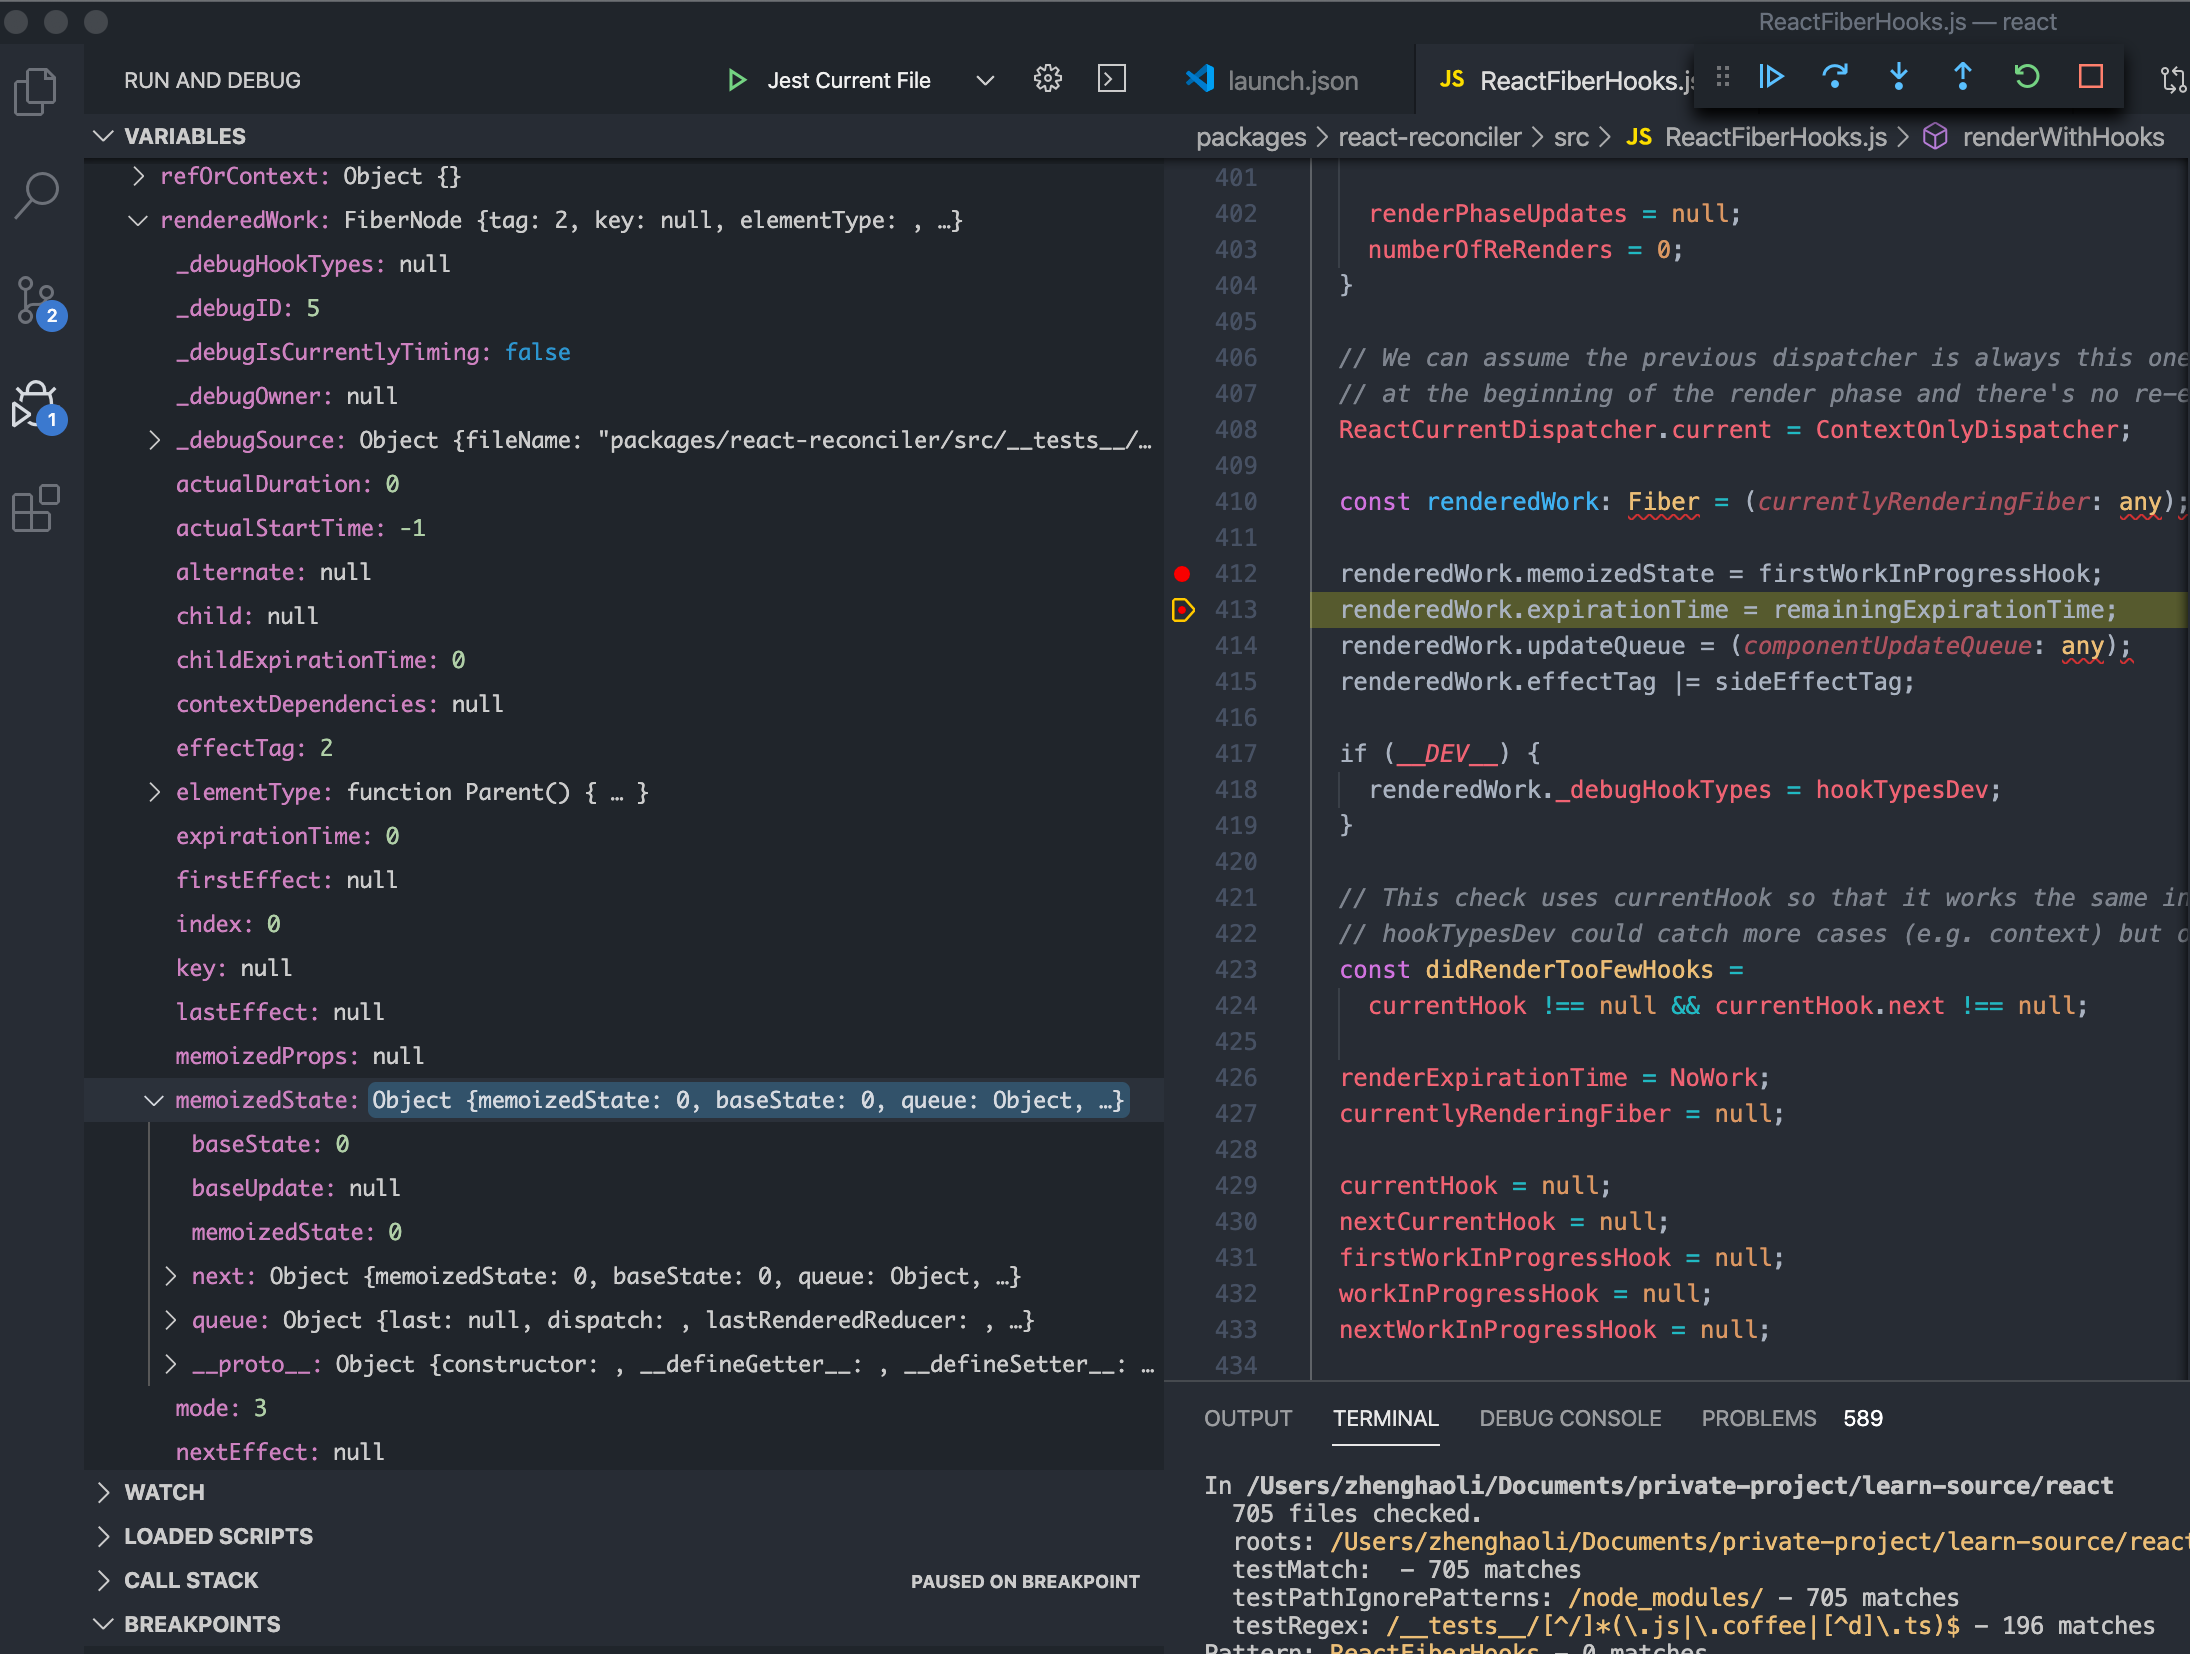 ReactFiberHooks.js — react
RUN AND DEBUG
Jest Current File
launch.json
JS ReactFiberHooks.js
VARIABLES
packages > react-reconciler > src > JS ReactFiberHooks.js > renderWithHooks
refOrContext: Object {}
renderedWork: FiberNode {tag: 2, key: null, elementType: , …}
_debugHookTypes: null
_debugID: 5
_debugIsCurrentlyTiming: false
_debugOwner: null
_debugSource: Object {fileName: "packages/react-reconciler/src/__tests__/…
actualDuration: 0
actualStartTime: -1
alternate: null
child: null
childExpirationTime: 0
contextDependencies: null
effectTag: 2
elementType: function Parent() { … }
expirationTime: 0
firstEffect: null
index: 0
key: null
lastEffect: null
memoizedProps: null
memoizedState: Object {memoizedState: 0, baseState: 0, queue: Object, …}
baseState: 0
baseUpdate: null
memoizedState: 0
next: Object {memoizedState: 0, baseState: 0, queue: Object, …}
queue: Object {last: null, dispatch: , lastRenderedReducer: , …}
__proto__: Object {constructor: , __defineGetter__: , __defineSetter__: …
mode: 3
nextEffect: null
WATCH
LOADED SCRIPTS
CALL STACK PAUSED ON BREAKPOINT
BREAKPOINTS
2
1
401
402 renderPhaseUpdates = null;
403 numberOfReRenders = 0;
404 }
405
406 // We can assume the previous dispatcher is always this one
407 // at the beginning of the render phase and there's no re-e
408 ReactCurrentDispatcher.current = ContextOnlyDispatcher;
409
410 const renderedWork: Fiber = (currentlyRenderingFiber: any);
411
412 renderedWork.memoizedState = firstWorkInProgressHook;
413 renderedWork.expirationTime = remainingExpirationTime;
414 renderedWork.updateQueue = (componentUpdateQueue: any);
415 renderedWork.effectTag |= sideEffectTag;
416
417 if (__DEV__) {
418 renderedWork._debugHookTypes = hookTypesDev;
419 }
420
421 // This check uses currentHook so that it works the same in
422 // hookTypesDev could catch more cases (e.g. context) but
423 const didRenderTooFewHooks =
424 currentHook !== null && currentHook.next !== null;
425
426 renderExpirationTime = NoWork;
427 currentlyRenderingFiber = null;
428
429 currentHook = null;
430 nextCurrentHook = null;
431 firstWorkInProgressHook = null;
432 workInProgressHook = null;
433 nextWorkInProgressHook = null;
434
OUTPUT TERMINAL DEBUG CONSOLE PROBLEMS 589
In /Users/zhenghaoli/Documents/private-project/learn-source/react
705 files checked.
roots: /Users/zhenghaoli/Documents/private-project/learn-source/react
testMatch: - 705 matches
testPathIgnorePatterns: /node_modules/ - 705 matches
testRegex: /__tests__/[^/]*(\.js|\.coffee|[^d]\.ts)$ - 196 matches
Pattern: ReactFiberHooks - 0 matches